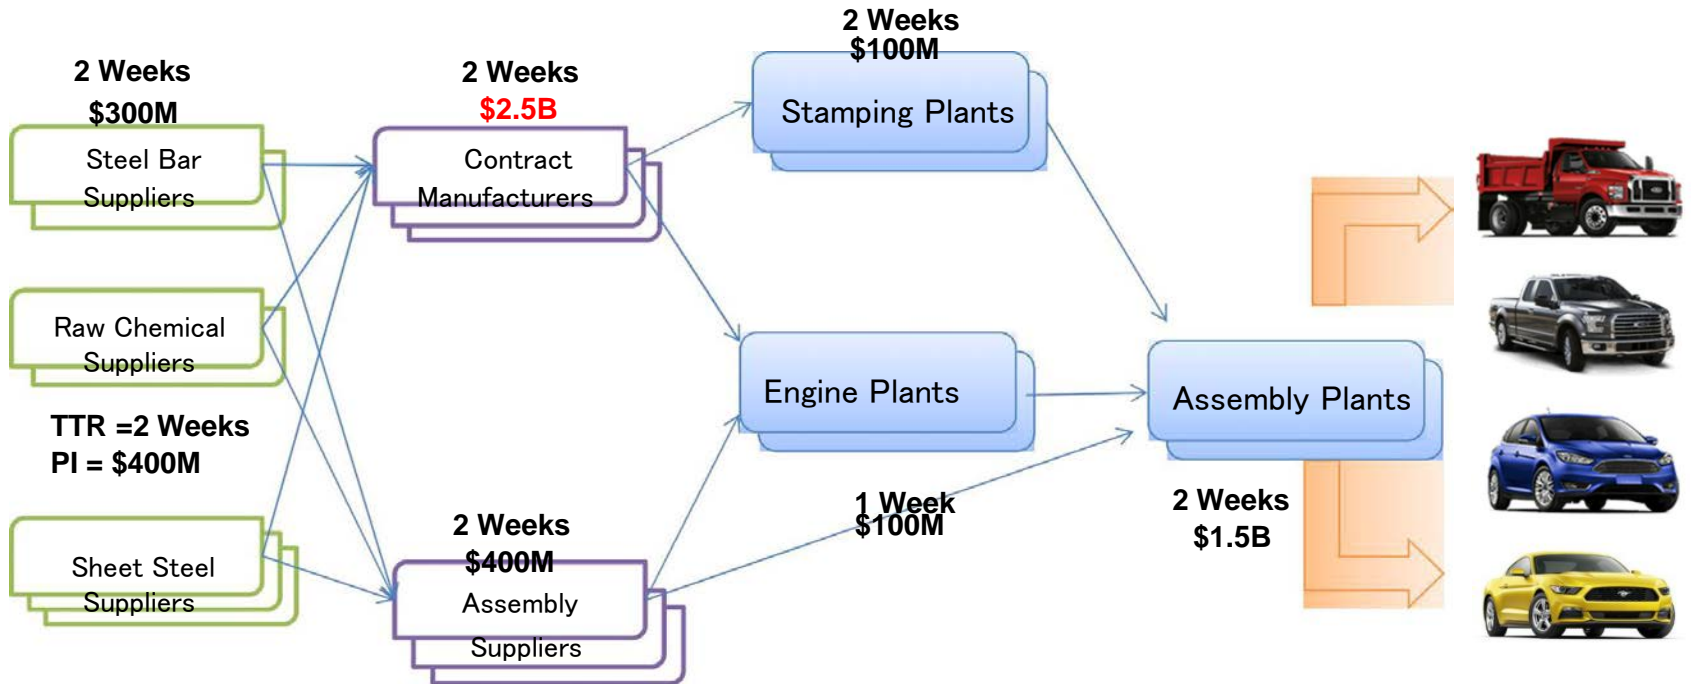 2 Weeks
$300M
Steel Bar
Suppliers
Raw Chemical
Suppliers
TTR =2 Weeks
PI = $400M
Sheet Steel
Suppliers
2 Weeks
$2.5B
Contract
Manufacturers
2 Weeks
$400M
Assembly
Suppliers
2 Weeks
$100M
Stamping Plants
Engine Plants
1 Week
$100M
Assembly Plants
2 Weeks
$1.5B